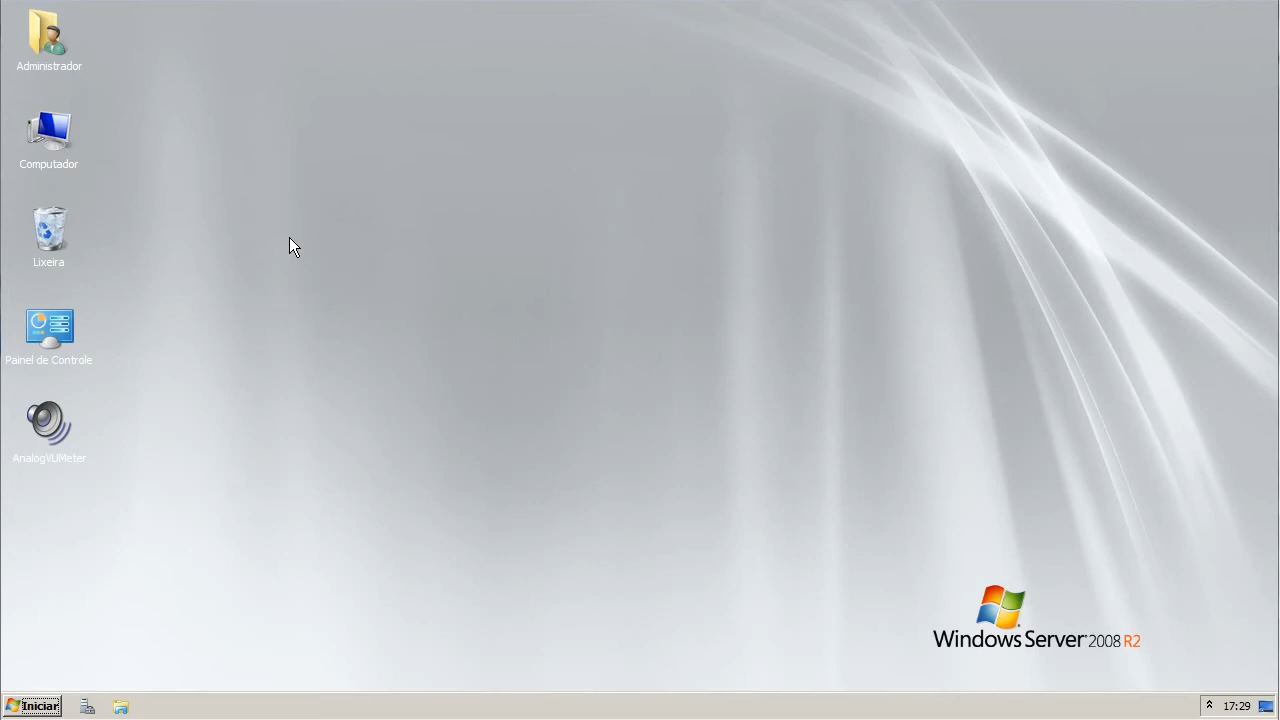 Administrador
Computador
Lixeira
Painel de Controle
AnalogVUMeter
Windows Server 2008 R2
Iniciar
17:29